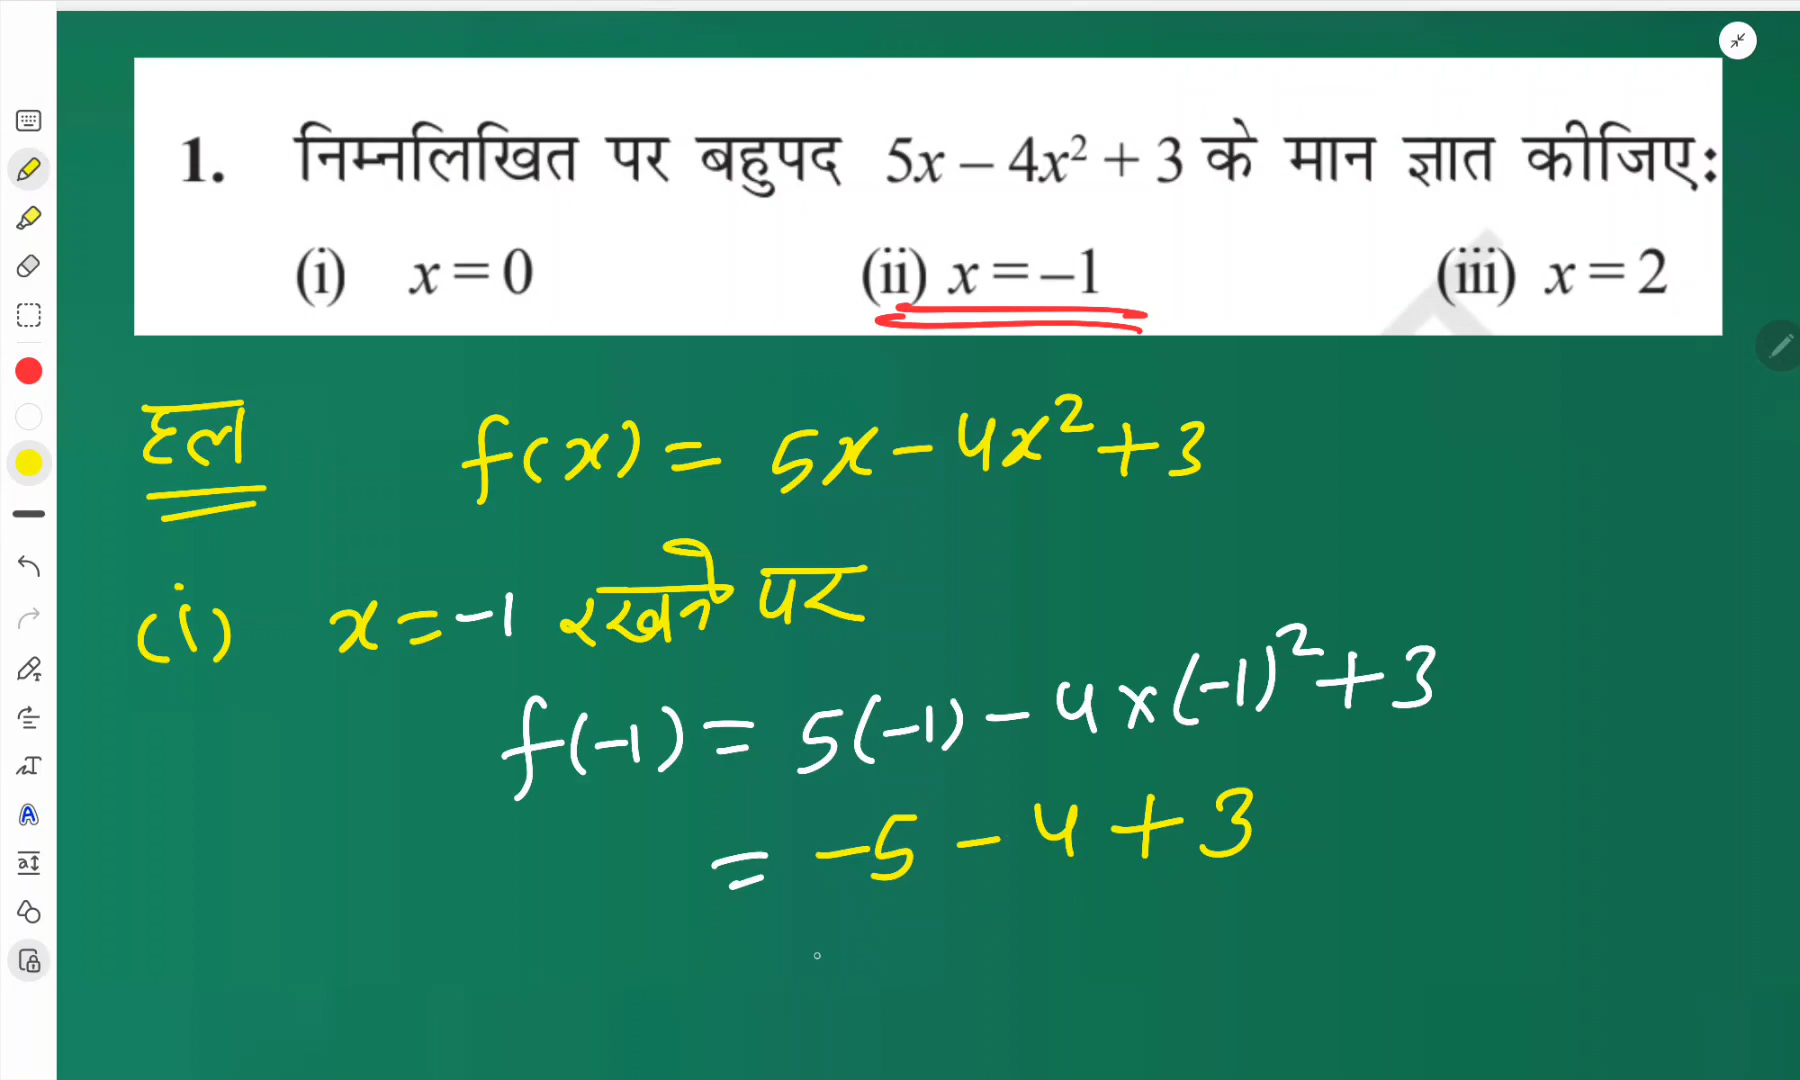 1. निम्नलिखित पर बहुपद 5x – 4x² + 3 के मान ज्ञात कीजिए:
(i) x = 0 (ii) x = –1 (iii) x = 2
हल f(x) = 5x - 4x² + 3
(i) x = -1 रखने पर
f(-1) = 5(-1) - 4×(-1)² + 3
= -5 - 4 + 3